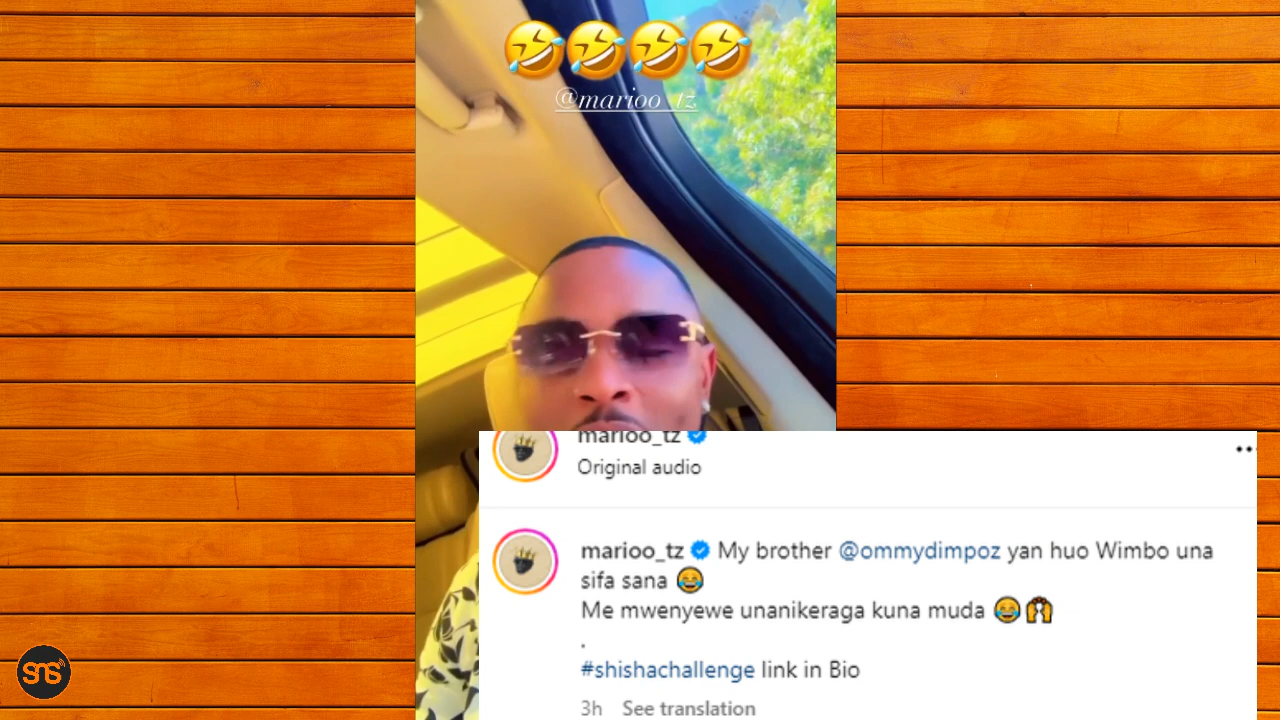 🤣🤣🤣🤣
@marioo_tz
marioo_tz
Original audio
marioo_tz My brother @ommydimpoz yan huo Wimbo una
sifa sana 😂
Me mwenyewe unanikeraga kuna muda 😂🙌
.
#shishachallenge link in Bio
3h See translation
SNS